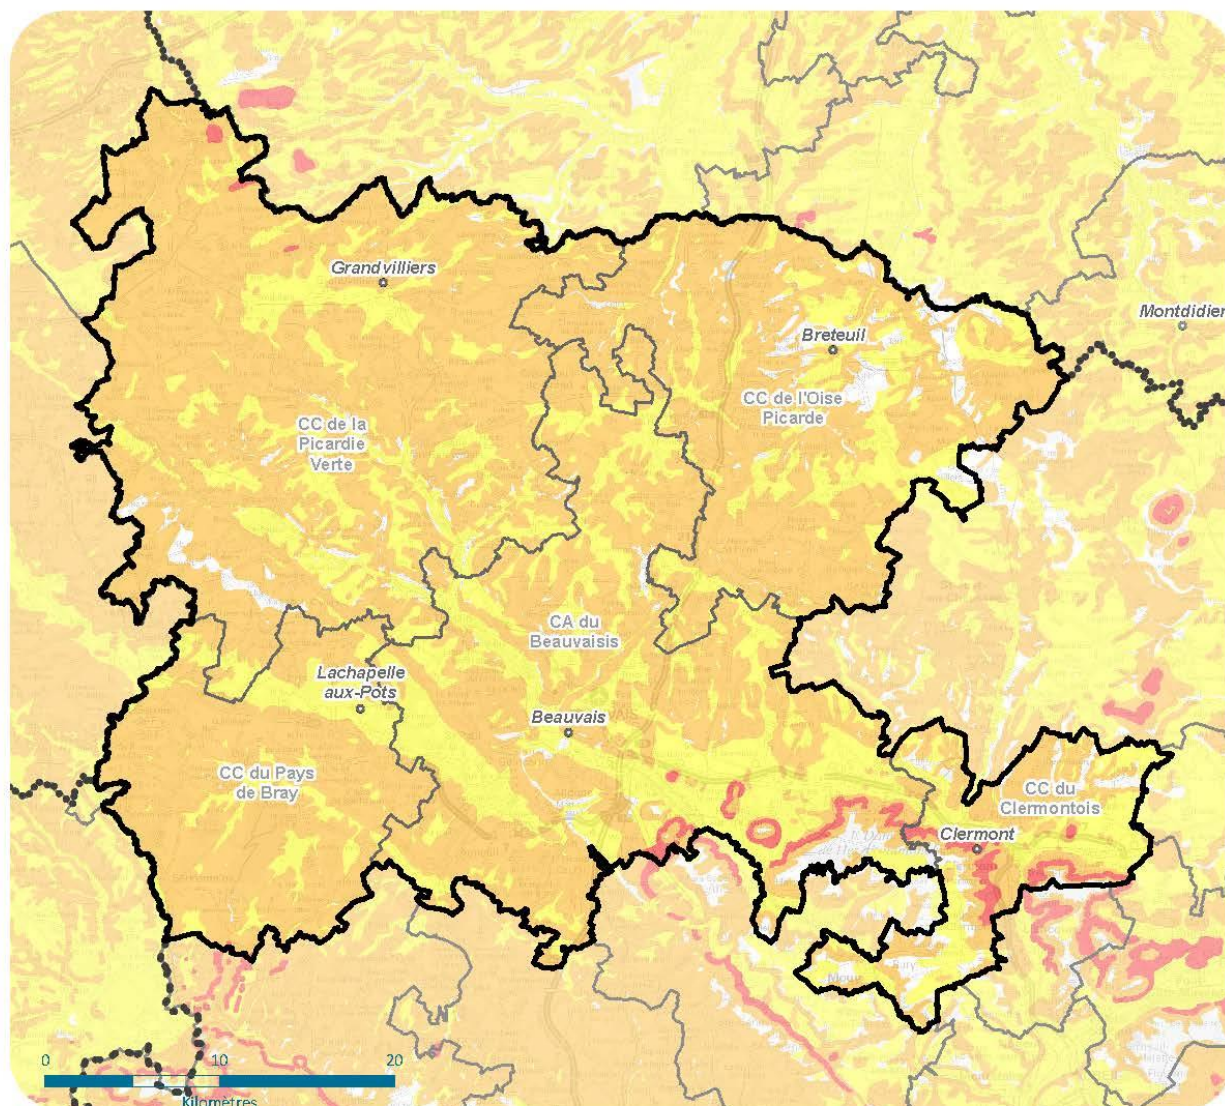 Grandvilliers
Montdidier
Breteuil
CC de l'Oise
Picarde
CC de la
Picardie
Verte
CA du
Beauvaisis
Lachapelle
aux-Pots
Beauvais
CC du Pays
de Bray
CC du
Clermontois
Clermont
0 10 20
Kilomètres